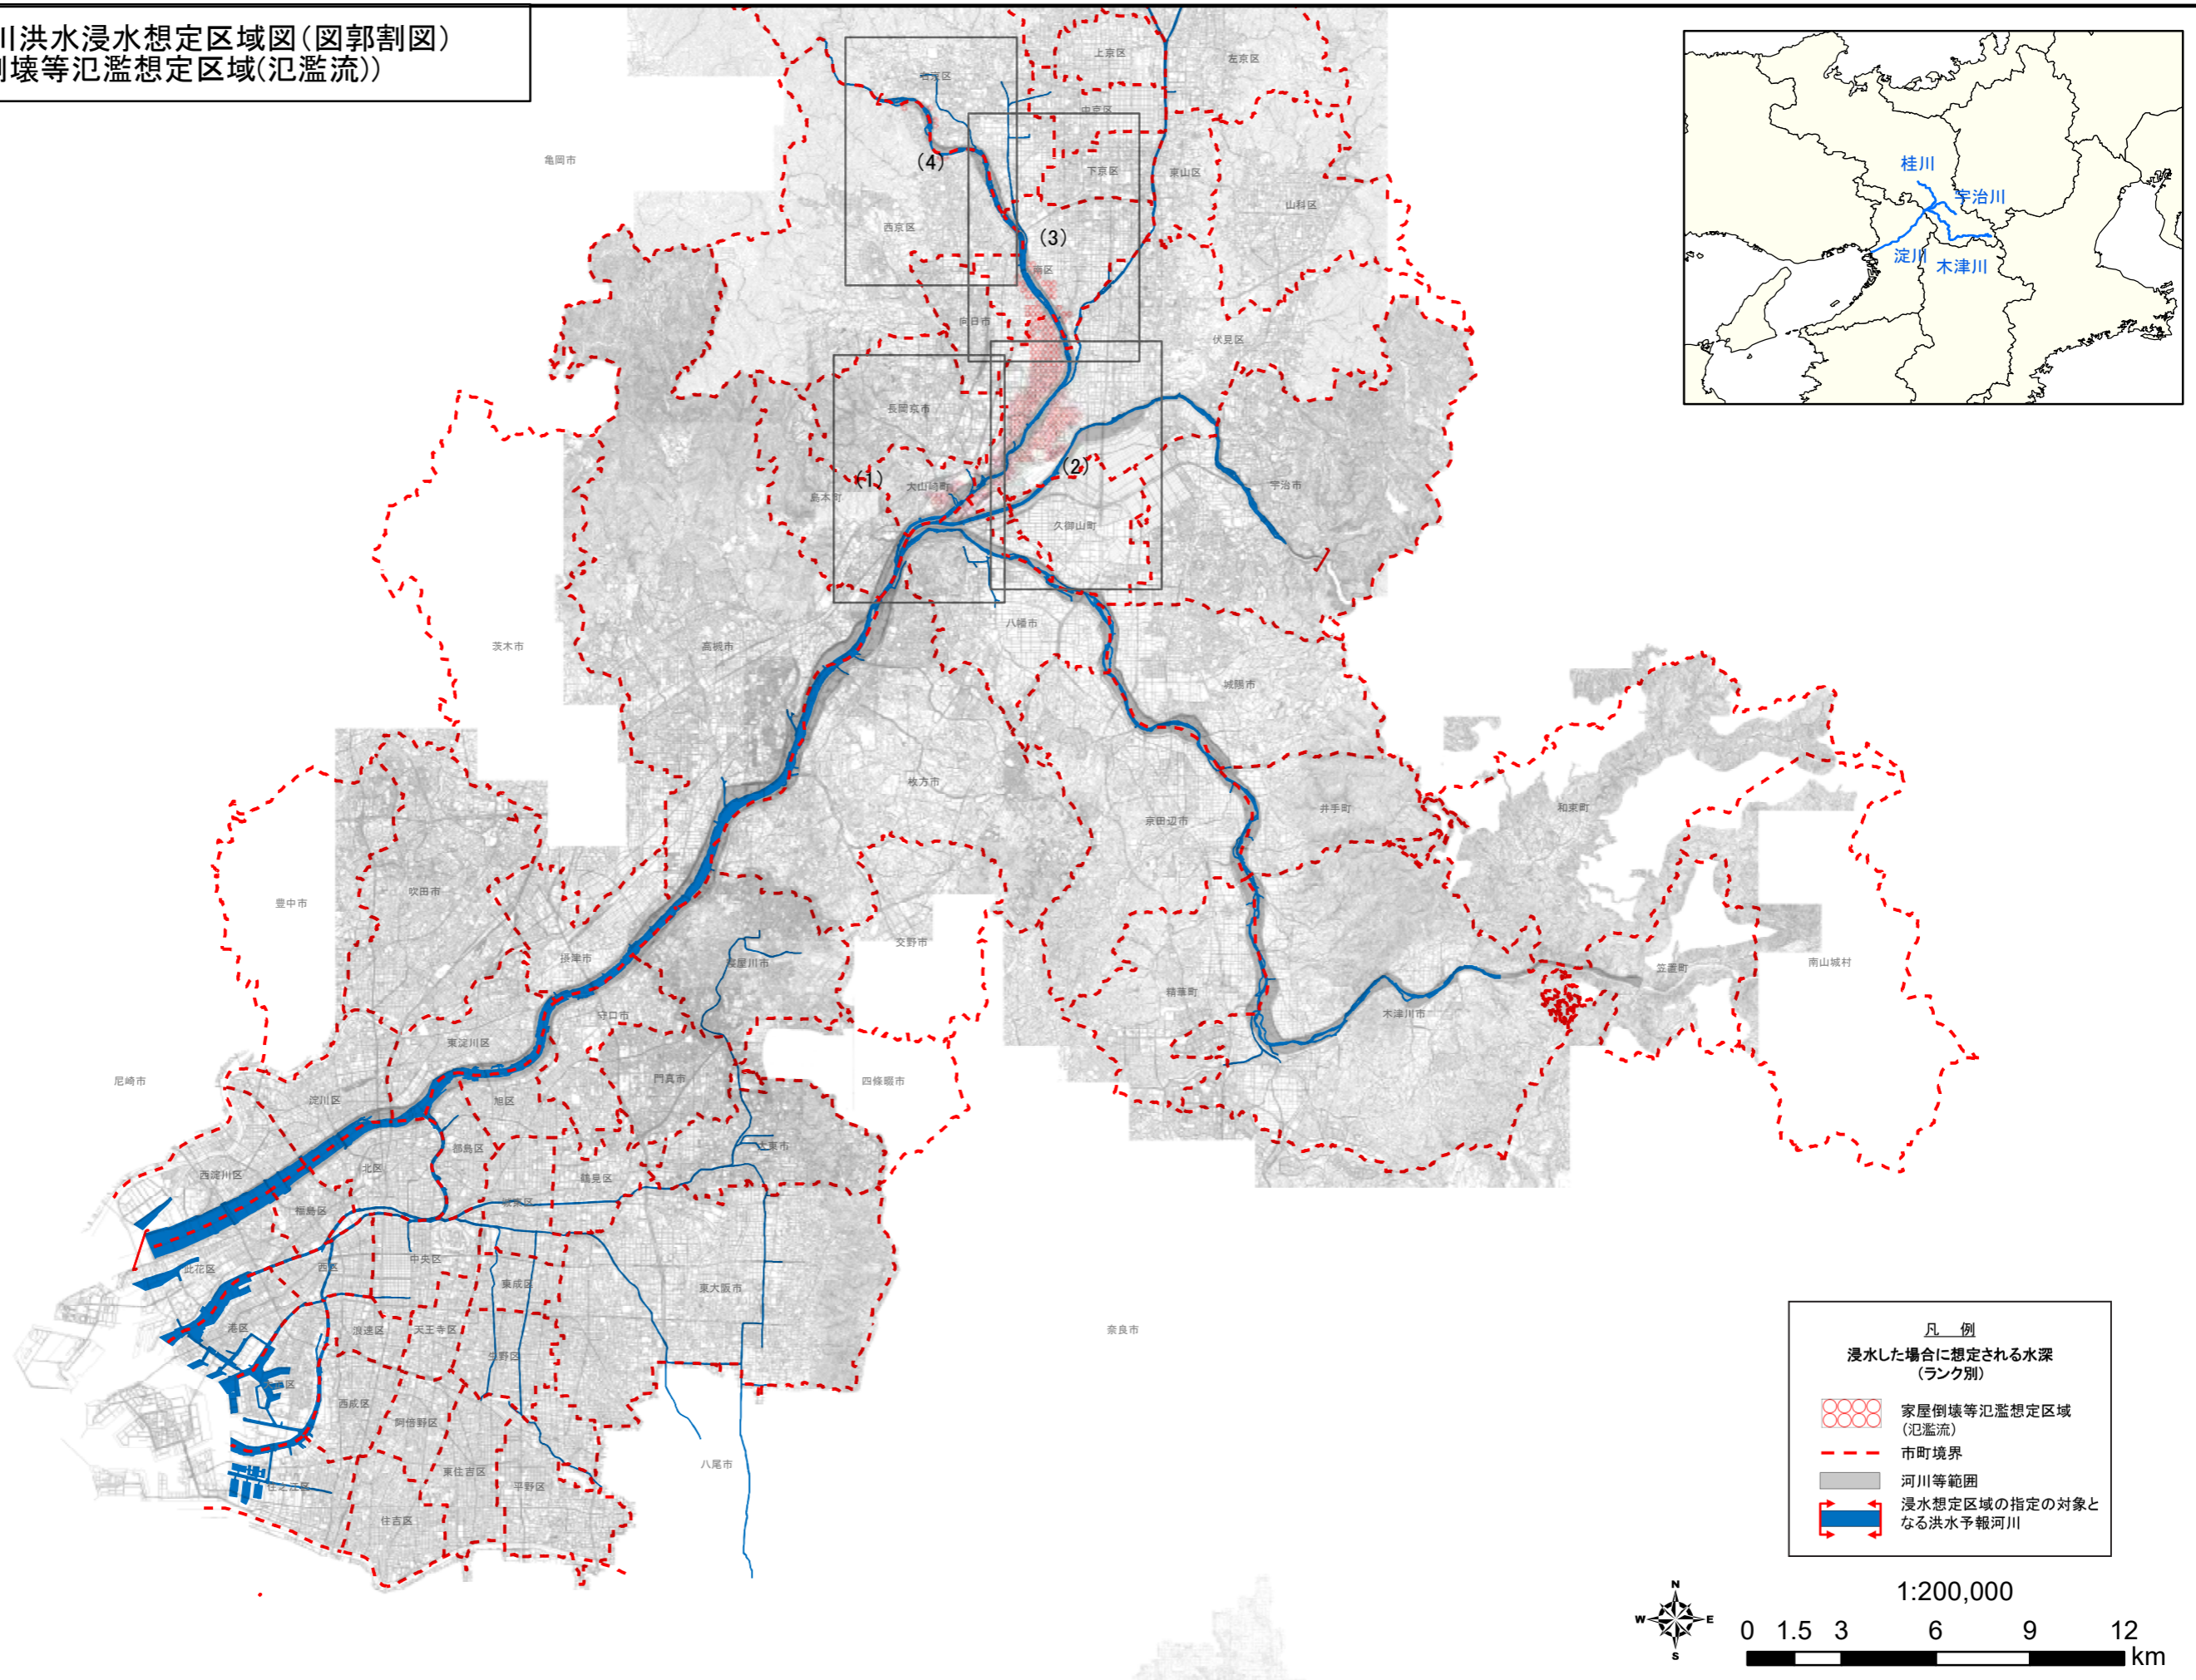 川洪水浸水想定区域図(図郭割図)
倒壊等氾濫想定区域(氾濫流))
桂川
宇治川
淀川
木津川
上京区
左京区
右京区
中京区
亀岡市
(4)
下京区
東山区
山科区
西京区
(3)
南区
向日市
伏見区
長岡京市
(1)
(2)
大山崎町
島本町
宇治市
久御山町
八幡市
茨木市
高槻市
城陽市
枚方市
井手町
和束町
京田辺市
吹田市
豊中市
交野市
摂津市
寝屋川市
笠置町
南山城村
精華町
木津川市
守口市
東淀川区
門真市
四條畷市
尼崎市
淀川区
旭区
都島区
大東市
西淀川区
北区
鶴見区
城東区
福島区
中央区
此花区
西区
東成区
東大阪市
港区
浪速区
天王寺区
奈良市
生野区
西成区
阿倍野区
八尾市
東住吉区
平野区
住之江区
住吉区
凡 例
浸水した場合に想定される水深
(ランク別)
家屋倒壊等氾濫想定区域
(氾濫流)
市町境界
河川等範囲
浸水想定区域の指定の対象と
なる洪水予報河川
N
W
E
S
1:200,000
0 1.5 3 6 9 12
km